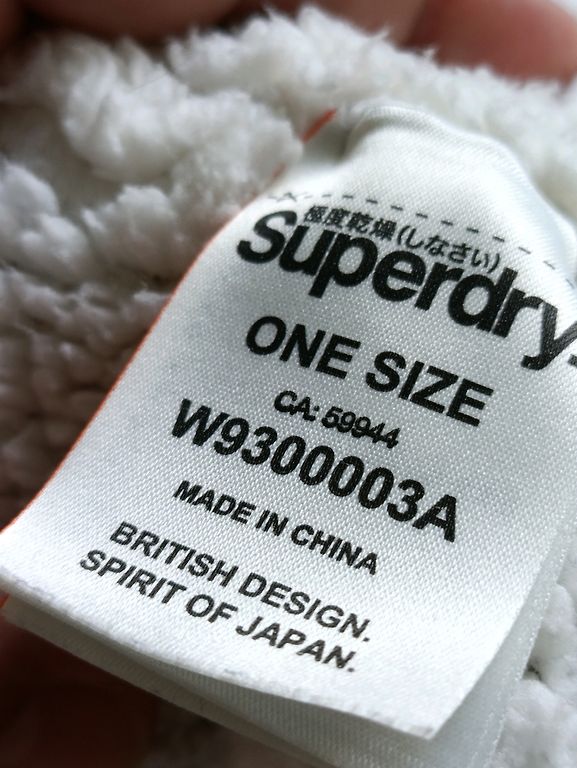 極度乾燥(しなさい)
Superdry.
ONE SIZE
CA: 59944
W9300003A
MADE IN CHINA
BRITISH DESIGN.
SPIRIT OF JAPAN.